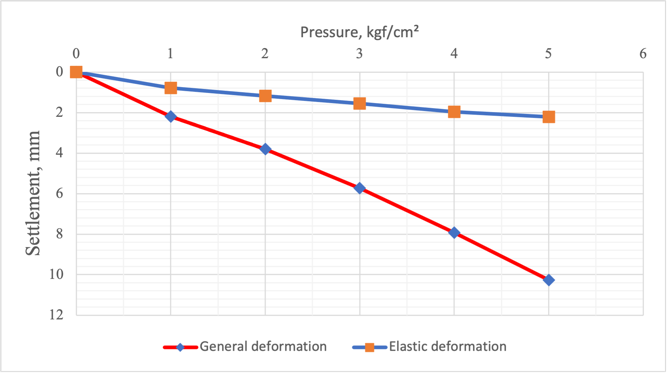 Pressure, kgf/cm²
0 1 2 3 4 5 6
0
2
4
6
8
10
12
Settlement, mm
General deformation Elastic deformation